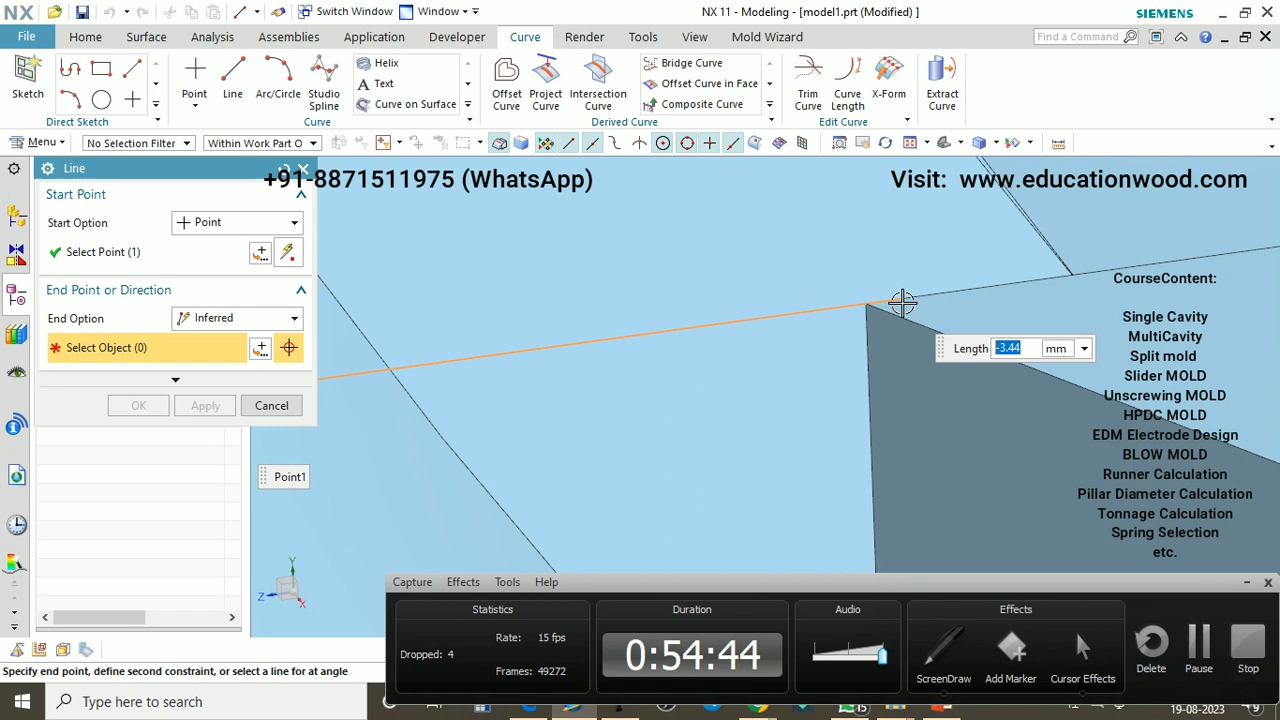 NX
Switch Window
Window
NX 11 - Modeling - [model1.prt (Modified) ]
SIEMENS
File
Home
Surface
Analysis
Assemblies
Application
Developer
Curve
Render
Tools
View
Mold Wizard
Find a Command
Sketch
Direct Sketch
Point
Line
Arc/Circle
Studio
Spline
Helix
Text
Curve on Surface
Curve
Offset
Curve
Project
Curve
Intersection
Curve
Bridge Curve
Offset Curve in Face
Composite Curve
Derived Curve
Trim
Curve
Curve
Length
X-Form
Edit Curve
Extract
Curve
Menu
No Selection Filter
Within Work Part O
Line
+91-8871511975 (WhatsApp)
Visit: www.educationwood.com
Start Point
Start Option
Point
Select Point (1)
End Point or Direction
End Option
Inferred
Select Object (0)
OK
Apply
Cancel
Point1
Length
-3.44
mm
CourseContent:
Single Cavity
MultiCavity
Split mold
Slider MOLD
Unscrewing MOLD
HPDC MOLD
EDM Electrode Design
BLOW MOLD
Runner Calculation
Pillar Diameter Calculation
Tonnage Calculation
Spring Selection
etc.
Y
Z
X
Capture
Effects
Tools
Help
Statistics
Rate: 15 fps
Dropped: 4
Frames: 49272
Duration
0:54:44
Audio
Effects
ScreenDraw
Add Marker
Cursor Effects
Delete
Pause
Stop
Specify end point, define second constraint, or select a line for at angle
Type here to search
19-08-2023